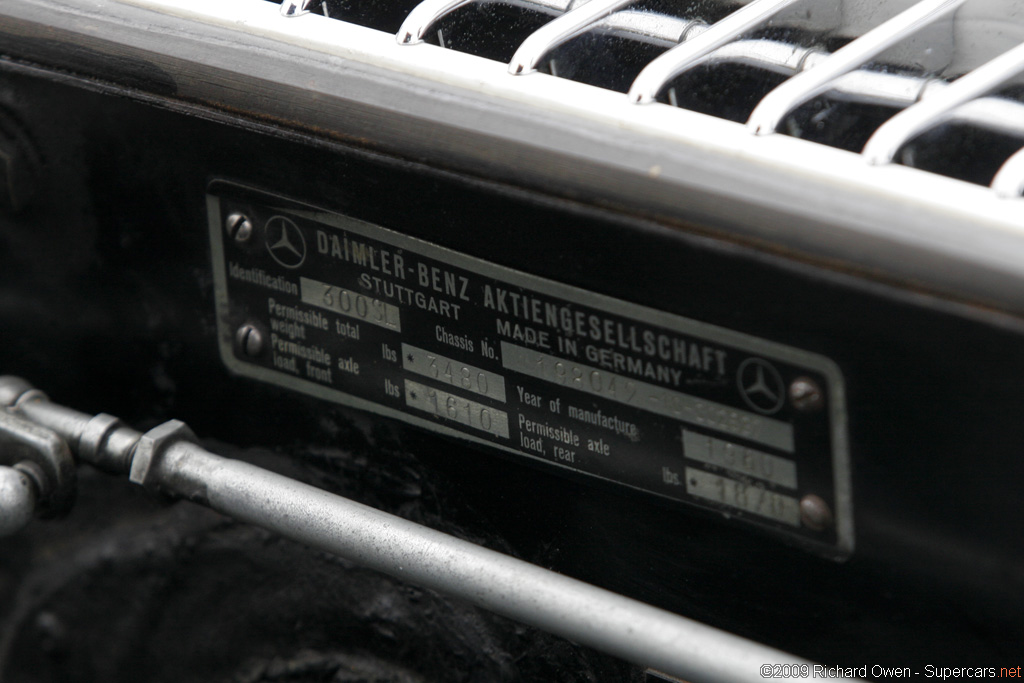 DAIMLER-BENZ AKTIENGESELLSCHAFT
STUTTGART MADE IN GERMANY
Identification 300SL Chassis No.
Permissible total weight lbs 3480 Year of manufacture 1960
Permissible axle load, front lbs 1610 Permissible axle load, rear lbs
©2009 Richard Owen - Supercars.net